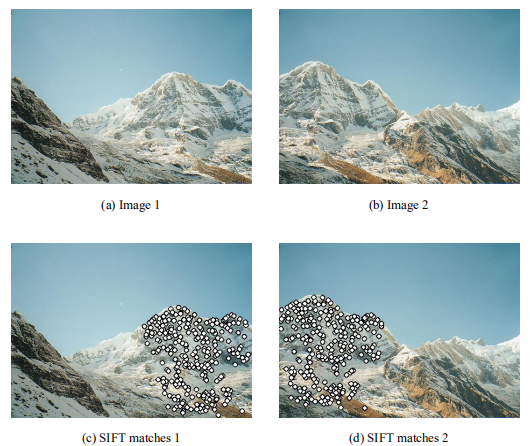 (a) Image 1
(b) Image 2
(c) SIFT matches 1
(d) SIFT matches 2